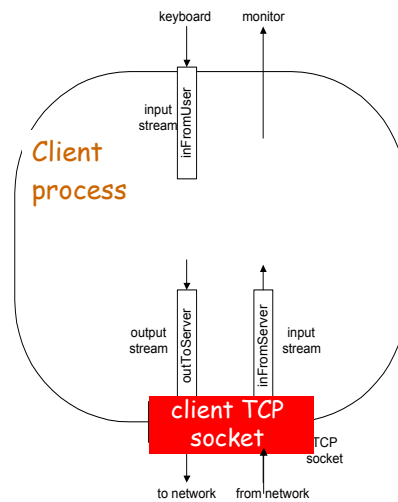 keyboard
monitor
input
stream
inFromUser
Client
process
output
stream
outToServer
inFromServer
input
stream
client TCP
socket
TCP
socket
to network
from network